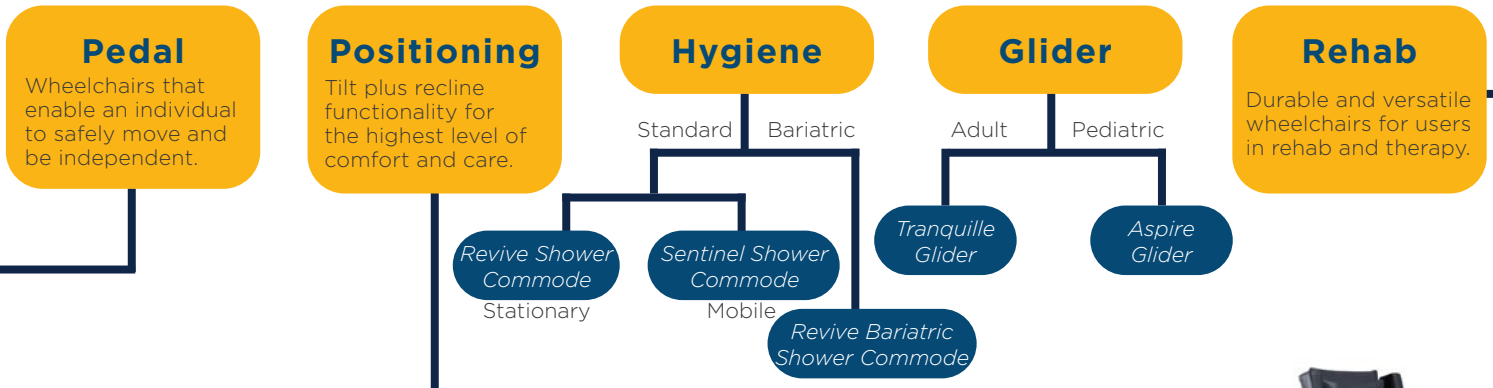 Pedal
Wheelchairs that
enable an individual
to safely move and
be independent.
Positioning
Tilt plus recline
functionality for
the highest level of
comfort and care.
Hygiene
Standard
Bariatric
Revive Shower
Commode
Stationary
Sentinel Shower
Commode
Mobile
Revive Bariatric
Shower Commode
Glider
Adult
Pediatric
Tranquille
Glider
Aspire
Glider
Rehab
Durable and versatile
wheelchairs for users
in rehab and therapy.